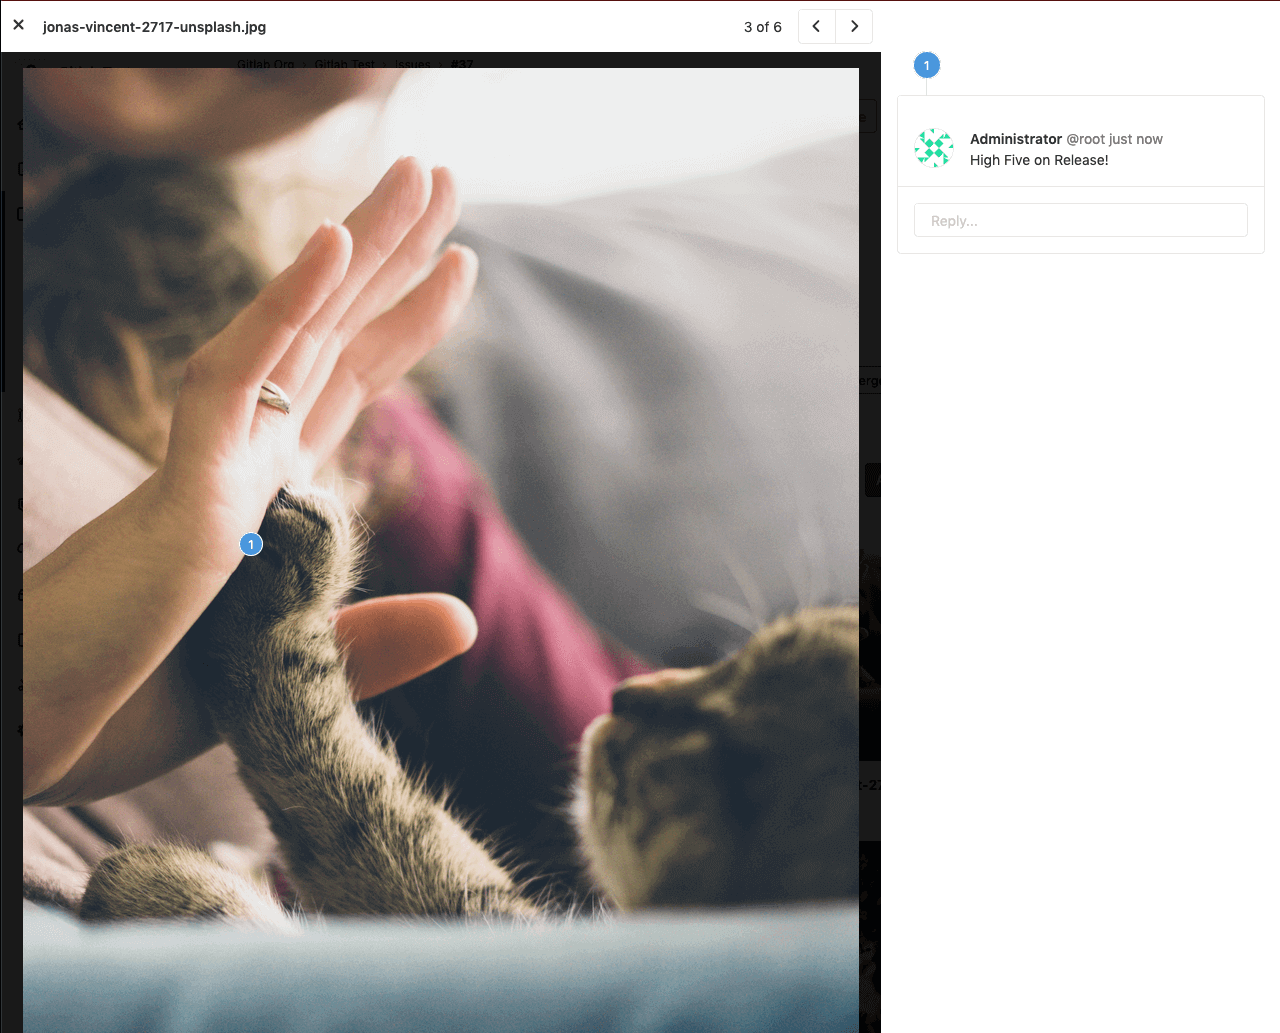 jonas-vincent-2717-unsplash.jpg
3 of 6
Gitlab Org > Gitlab Test > Issues > #37
1
Administrator @root just now
High Five on Release!
Reply...
1